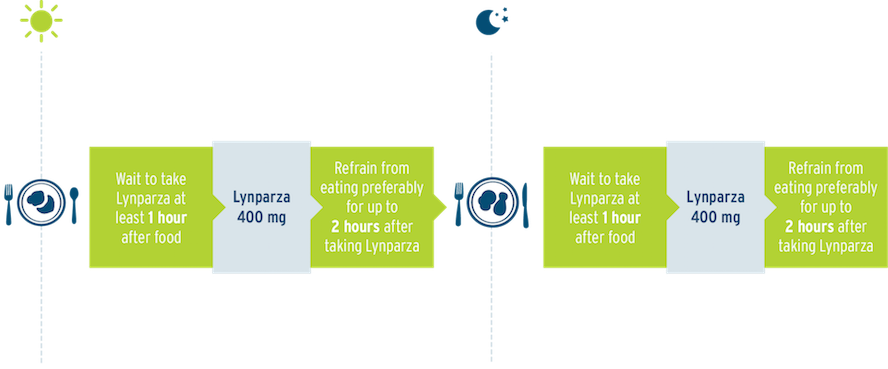 Wait to take
Lynparza at
least 1 hour
after food
Lynparza
400 mg
Refrain from
eating preferably
for up to
2 hours after
taking Lynparza
Wait to take
Lynparza at
least 1 hour
after food
Lynparza
400 mg
Refrain from
eating preferably
for up to
2 hours after
taking Lynparza